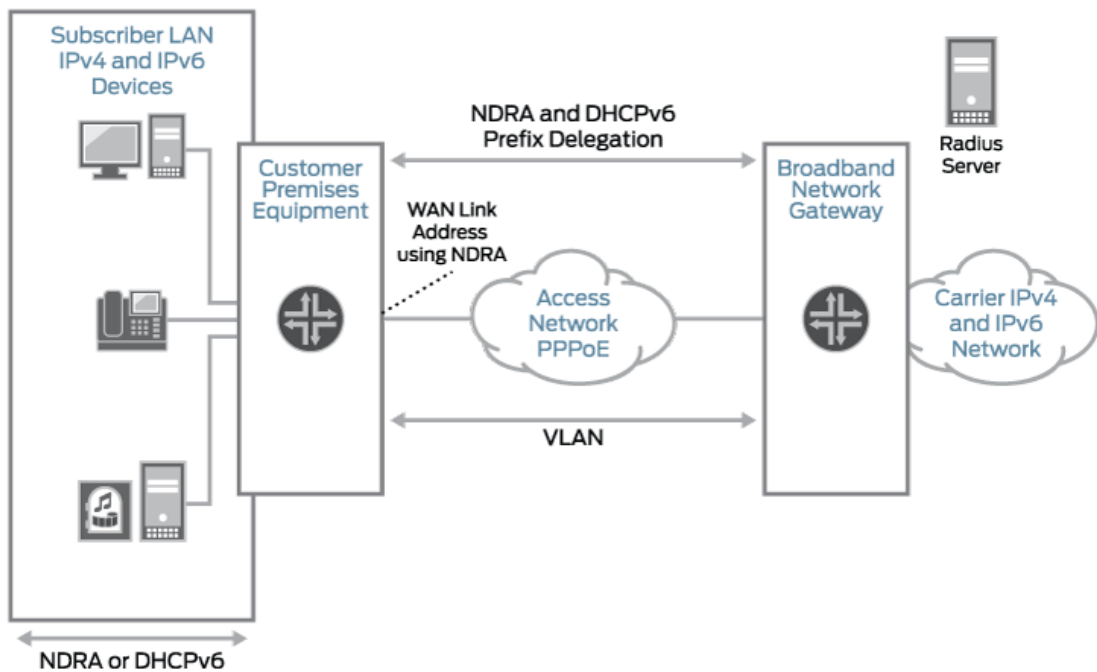 Subscriber LAN
IPv4 and IPv6
Devices
NDRA and DHCPv6
Prefix Delegation
Radius
Server
Customer
Premises
Equipment
Broadband
Network
Gateway
WAN Link
Address
using NDRA
Access
Network
PPPoE
Carrier IPv4
and IPv6
Network
VLAN
NDRA or DHCPv6